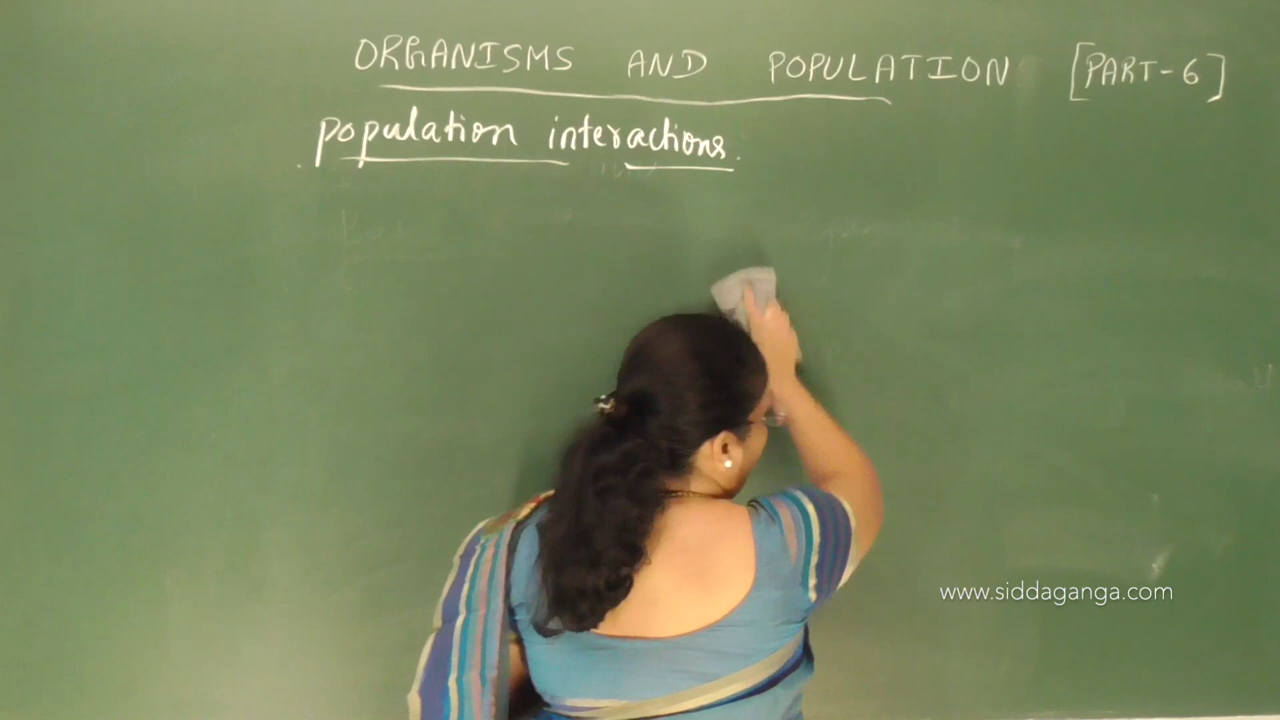 ORGANISMS AND POPULATION [PART-6]
population interactions.
www.siddaganga.com